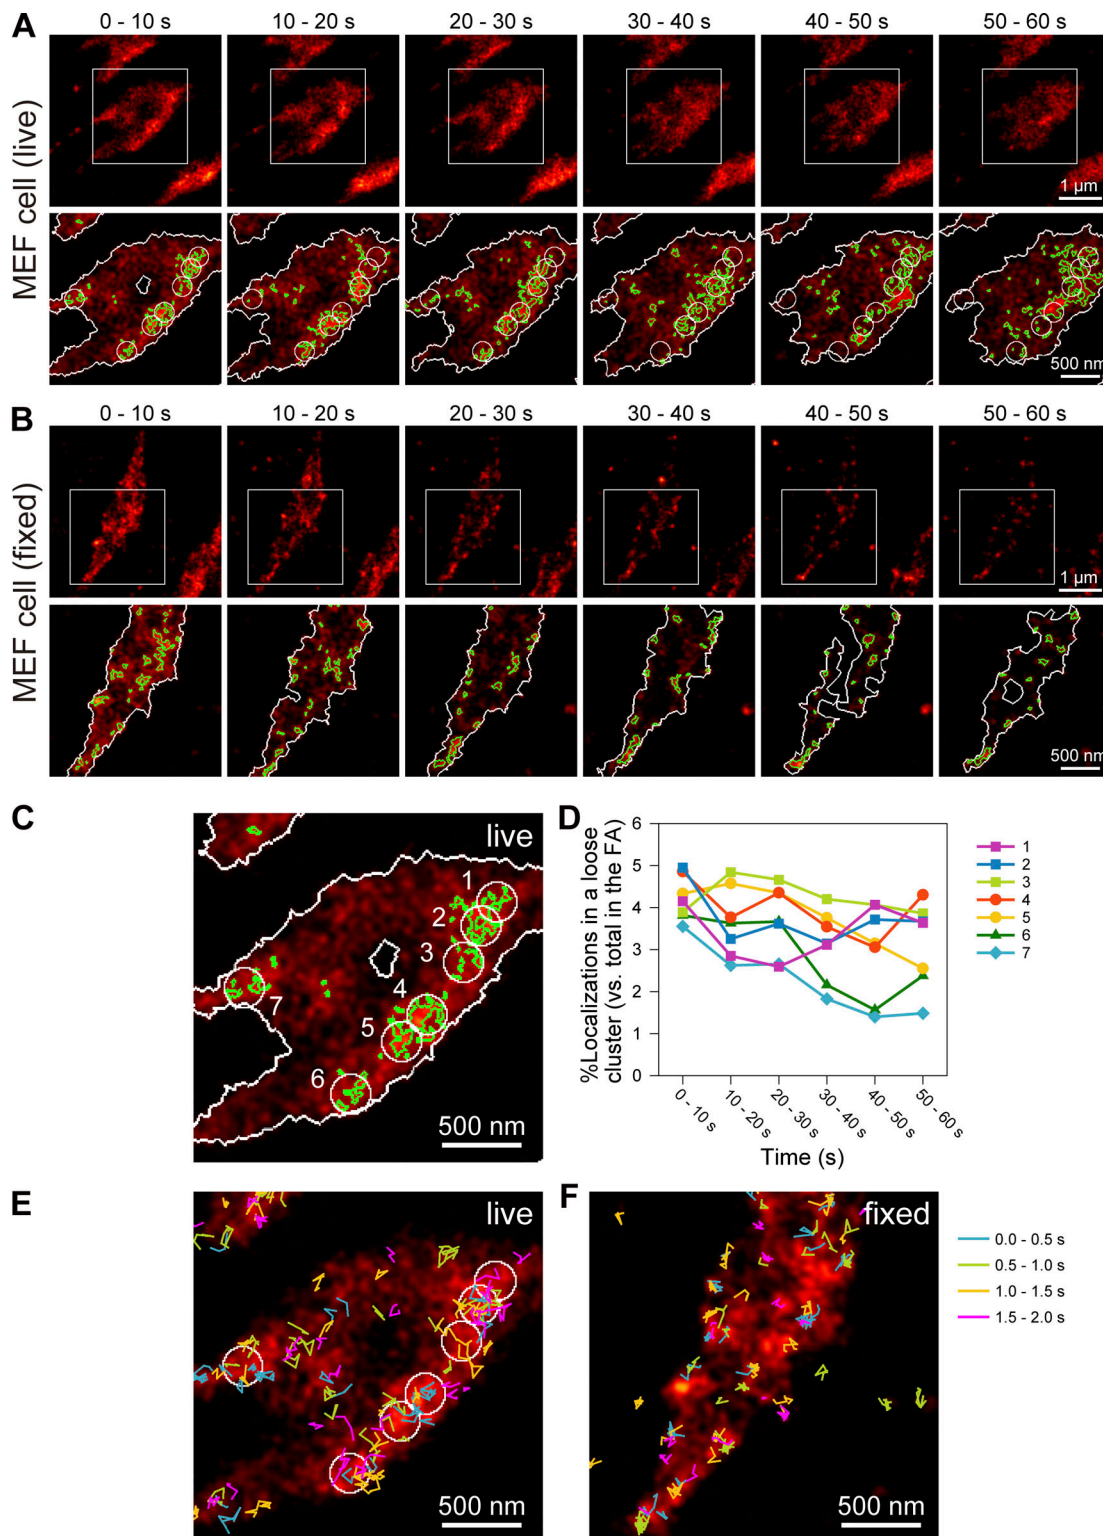 A
0 - 10 s 10 - 20 s 20 - 30 s 30 - 40 s 40 - 50 s 50 - 60 s
MEF cell (live)
1 µm
500 nm
B
0 - 10 s 10 - 20 s 20 - 30 s 30 - 40 s 40 - 50 s 50 - 60 s
MEF cell (fixed)
1 µm
500 nm
C
live
1
2
3
4
5
6
7
500 nm
D
%Localizations in a loose
cluster (vs. total in the FA)
6
5
4
3
2
1
0
0 - 10 s 10 - 20 s 20 - 30 s 30 - 40 s 40 - 50 s 50 - 60 s
Time (s)
1
2
3
4
5
6
7
E
live
500 nm
F
fixed
500 nm
0.0 - 0.5 s
0.5 - 1.0 s
1.0 - 1.5 s
1.5 - 2.0 s